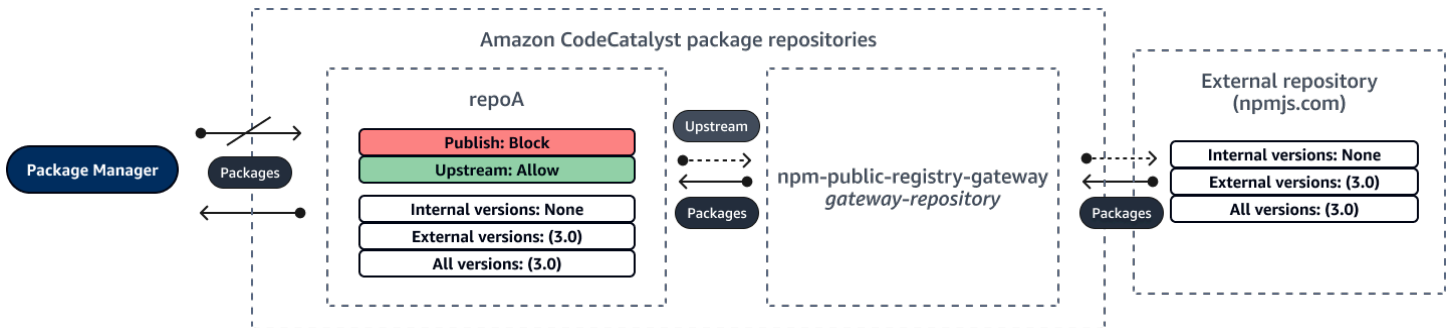 Amazon CodeCatalyst package repositories
Package Manager
Packages
repoA
Publish: Block
Upstream: Allow
Internal versions: None
External versions: (3.0)
All versions: (3.0)
Upstream
Packages
npm-public-registry-gateway
gateway-repository
Packages
External repository
(npmjs.com)
Internal versions: None
External versions: (3.0)
All versions: (3.0)